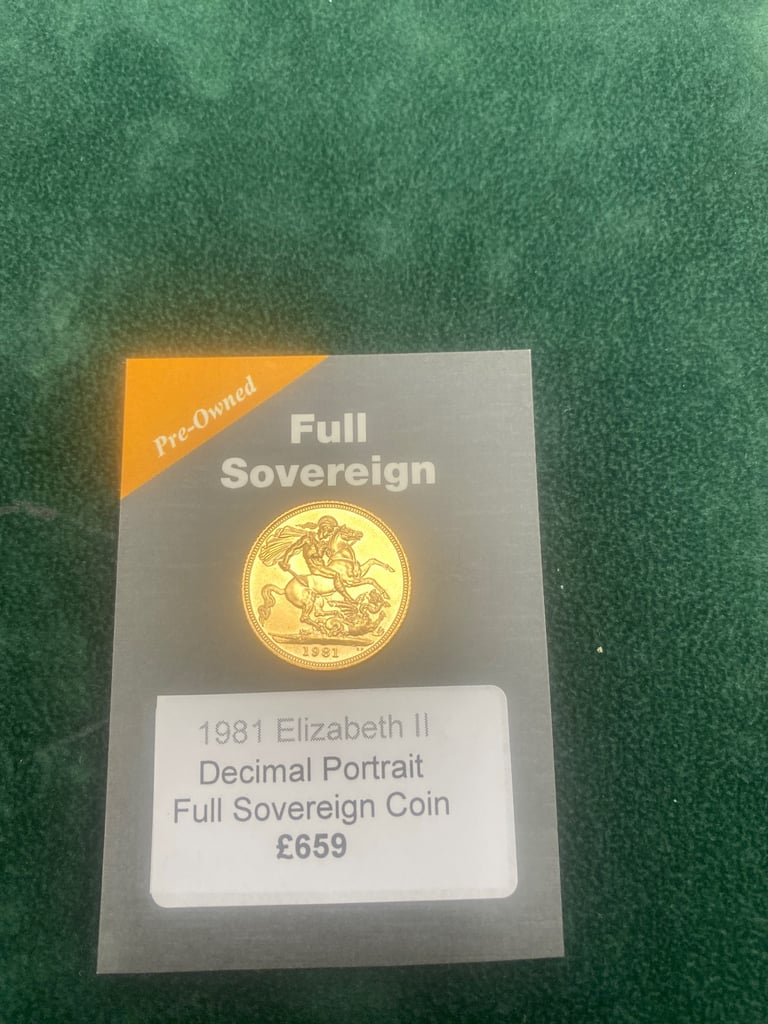 Pre-Owned
Full
Sovereign
1981
1981 Elizabeth II
Decimal Portrait
Full Sovereign Coin
£659